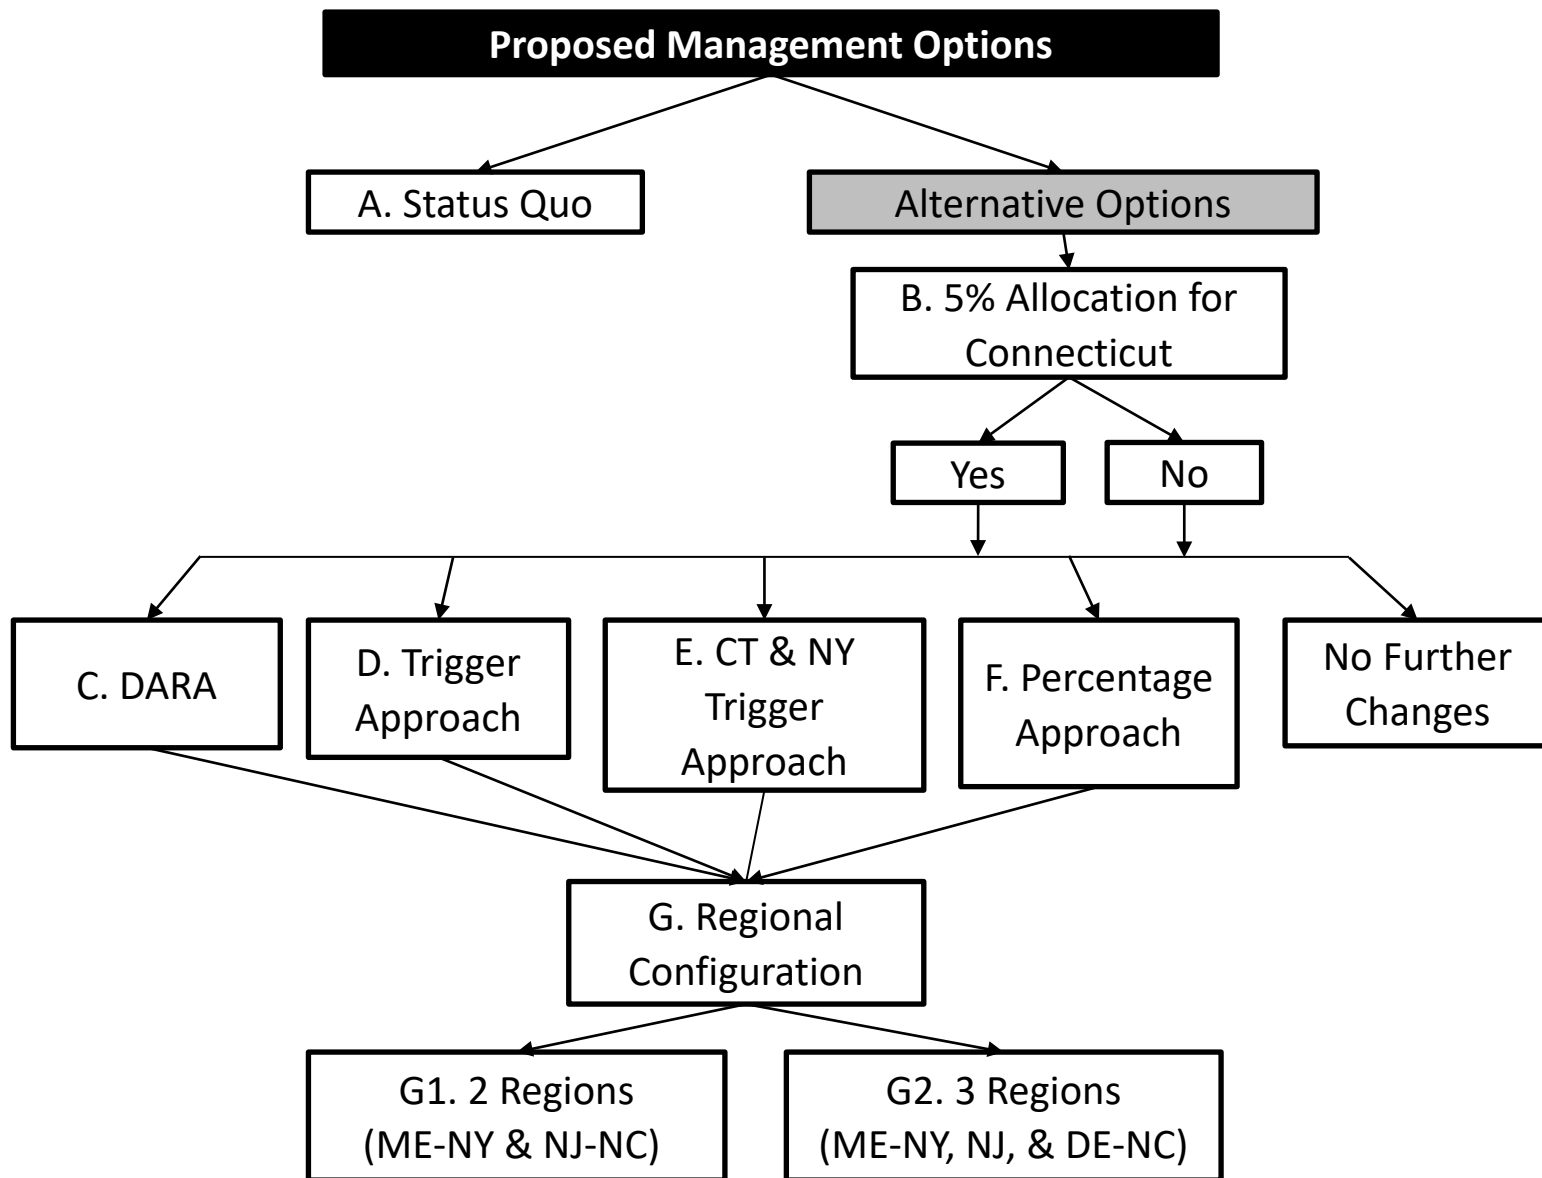 Proposed Management Options
A. Status Quo
Alternative Options
B. 5% Allocation for
Connecticut
Yes
No
C. DARA
D. Trigger
Approach
E. CT & NY
Trigger
Approach
F. Percentage
Approach
No Further
Changes
G. Regional
Configuration
G1. 2 Regions
(ME-NY & NJ-NC)
G2. 3 Regions
(ME-NY, NJ, & DE-NC)